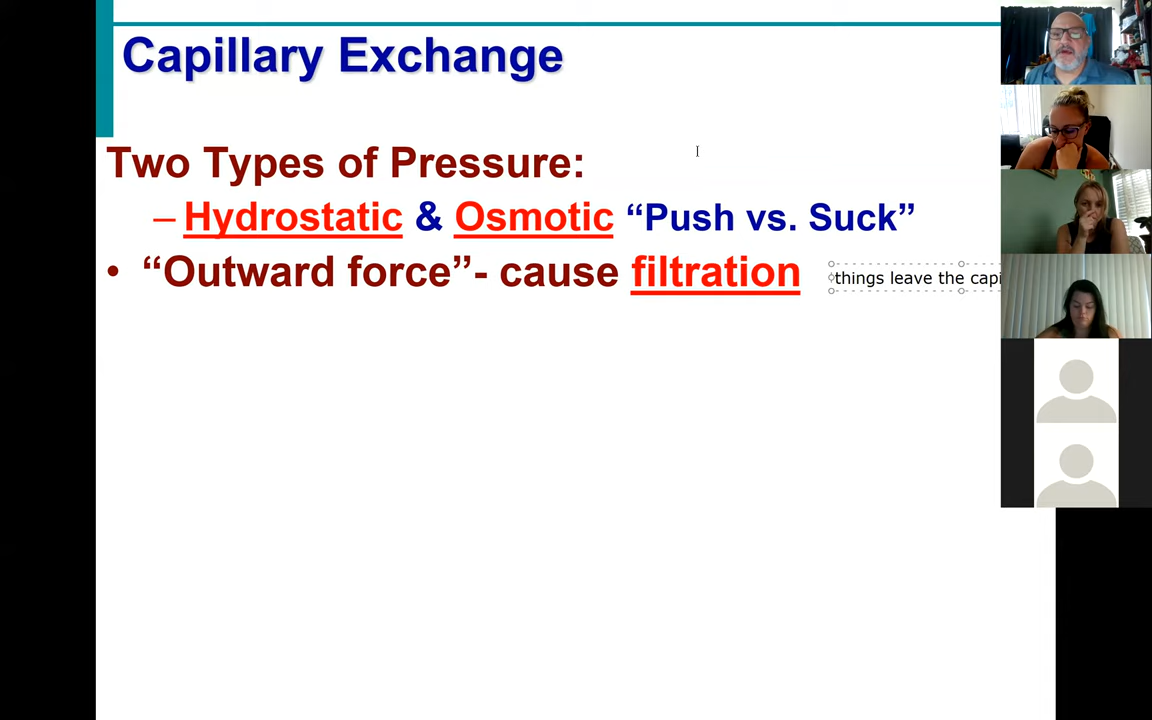 Capillary Exchange
Two Types of Pressure:
– Hydrostatic & Osmotic “Push vs. Suck”
• “Outward force”- cause filtration
things leave the capi